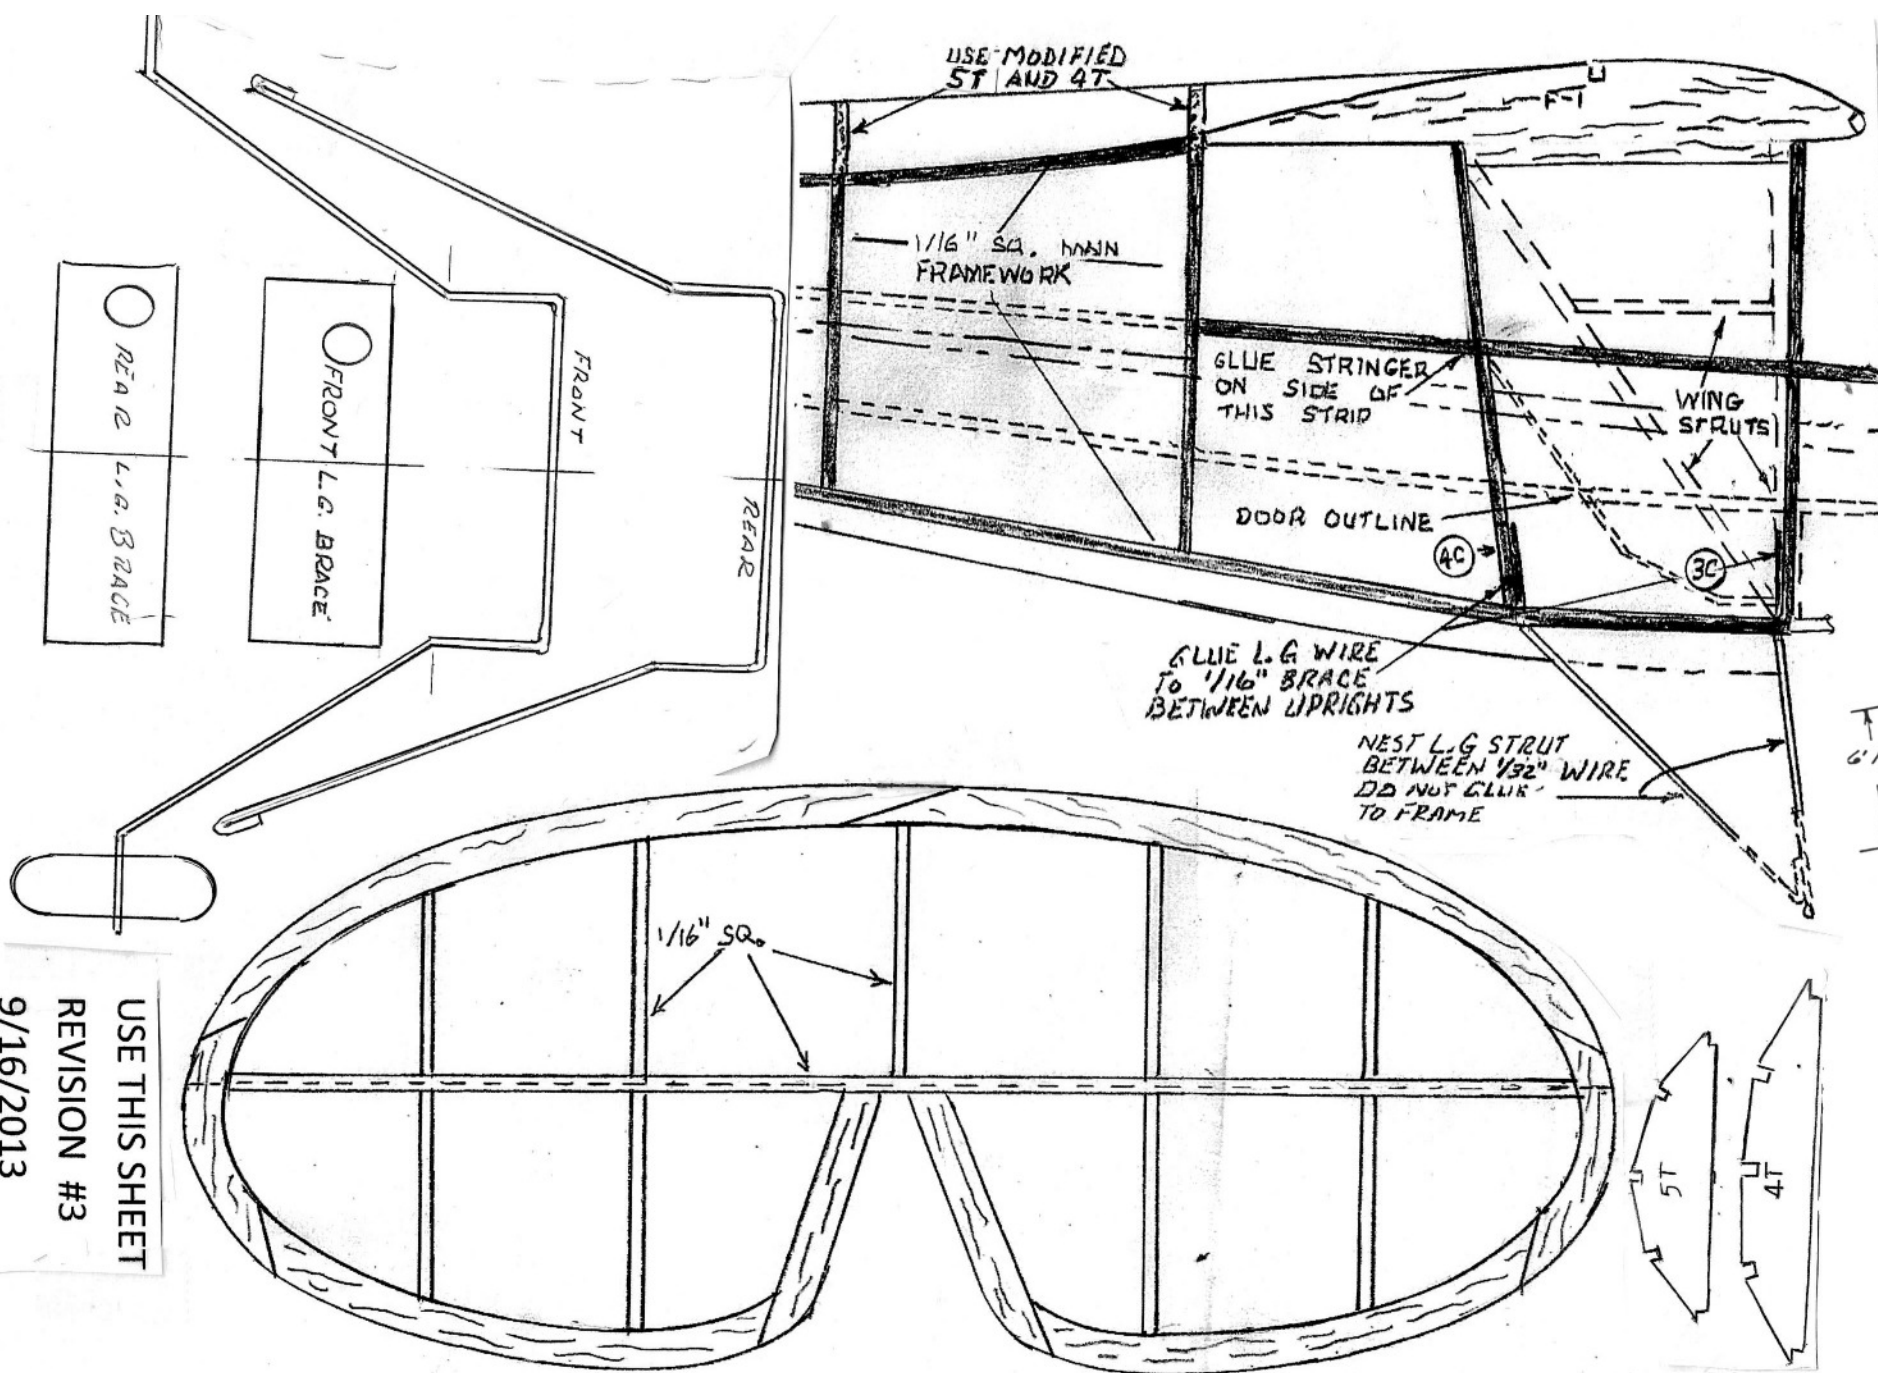 USE MODIFIED
5T AND 4T
F-1
1/16" SQ. MAIN
FRAMEWORK
GLUE STRINGER
ON SIDE OF
THIS STRIP
WING
STRUTS
DOOR OUTLINE
4C
3C
GLUE L.G WIRE
TO 1/16" BRACE
BETWEEN UPRIGHTS
NEST L.G STRUT
BETWEEN 1/32" WIRE
DO NOT GLUE
TO FRAME
FRONT
REAR
FRONT L.G. BRACE
REAR L.G. BRACE
1/16" SQ.
5T
4T
USE THIS SHEET
REVISION #3
9/16/2013